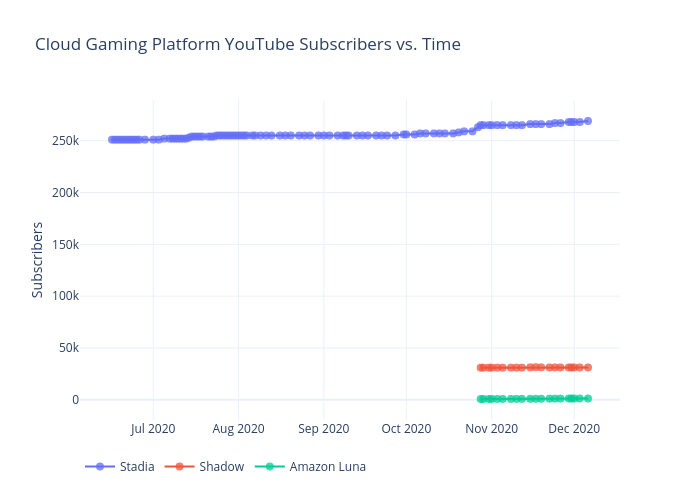 Cloud Gaming Platform YouTube Subscribers vs. Time
Subscribers
250k
200k
150k
100k
50k
0
Jul 2020 Aug 2020 Sep 2020 Oct 2020 Nov 2020 Dec 2020
Stadia Shadow Amazon Luna